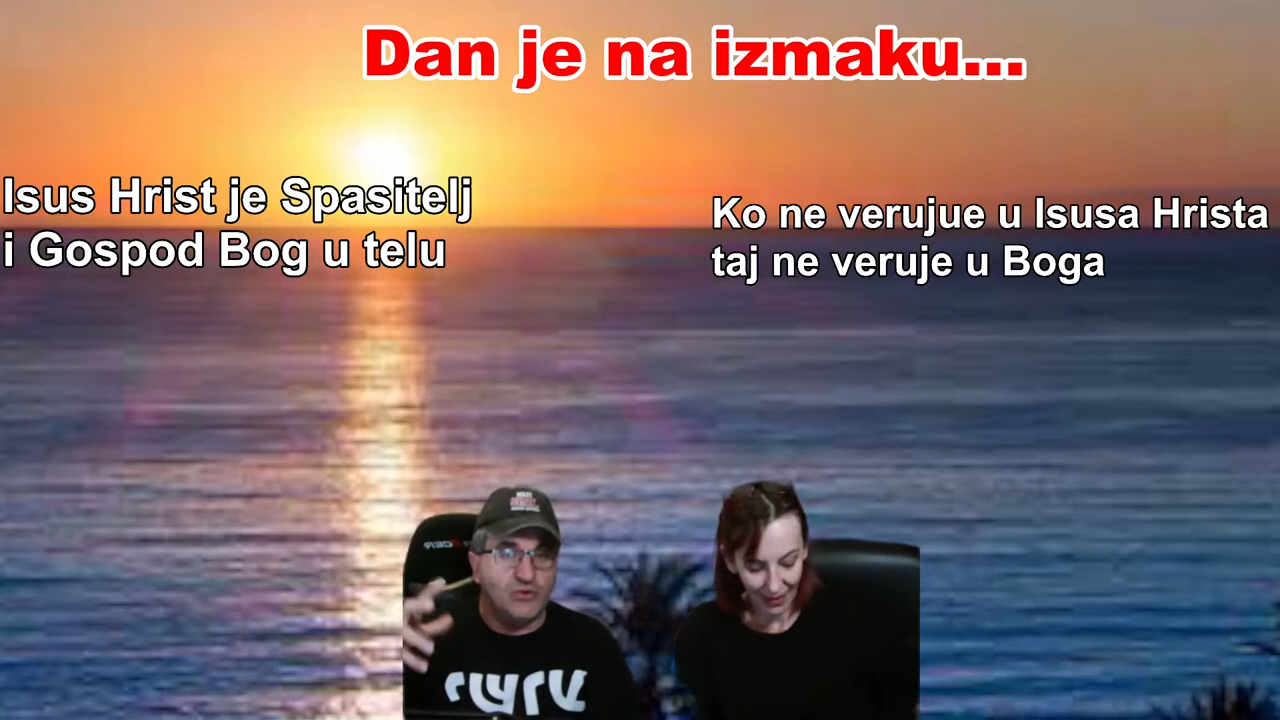 Dan je na izmaku...
Isus Hrist je Spasitelj
i Gospod Bog u telu
Ko ne verujue u Isusa Hrista
taj ne veruje u Boga